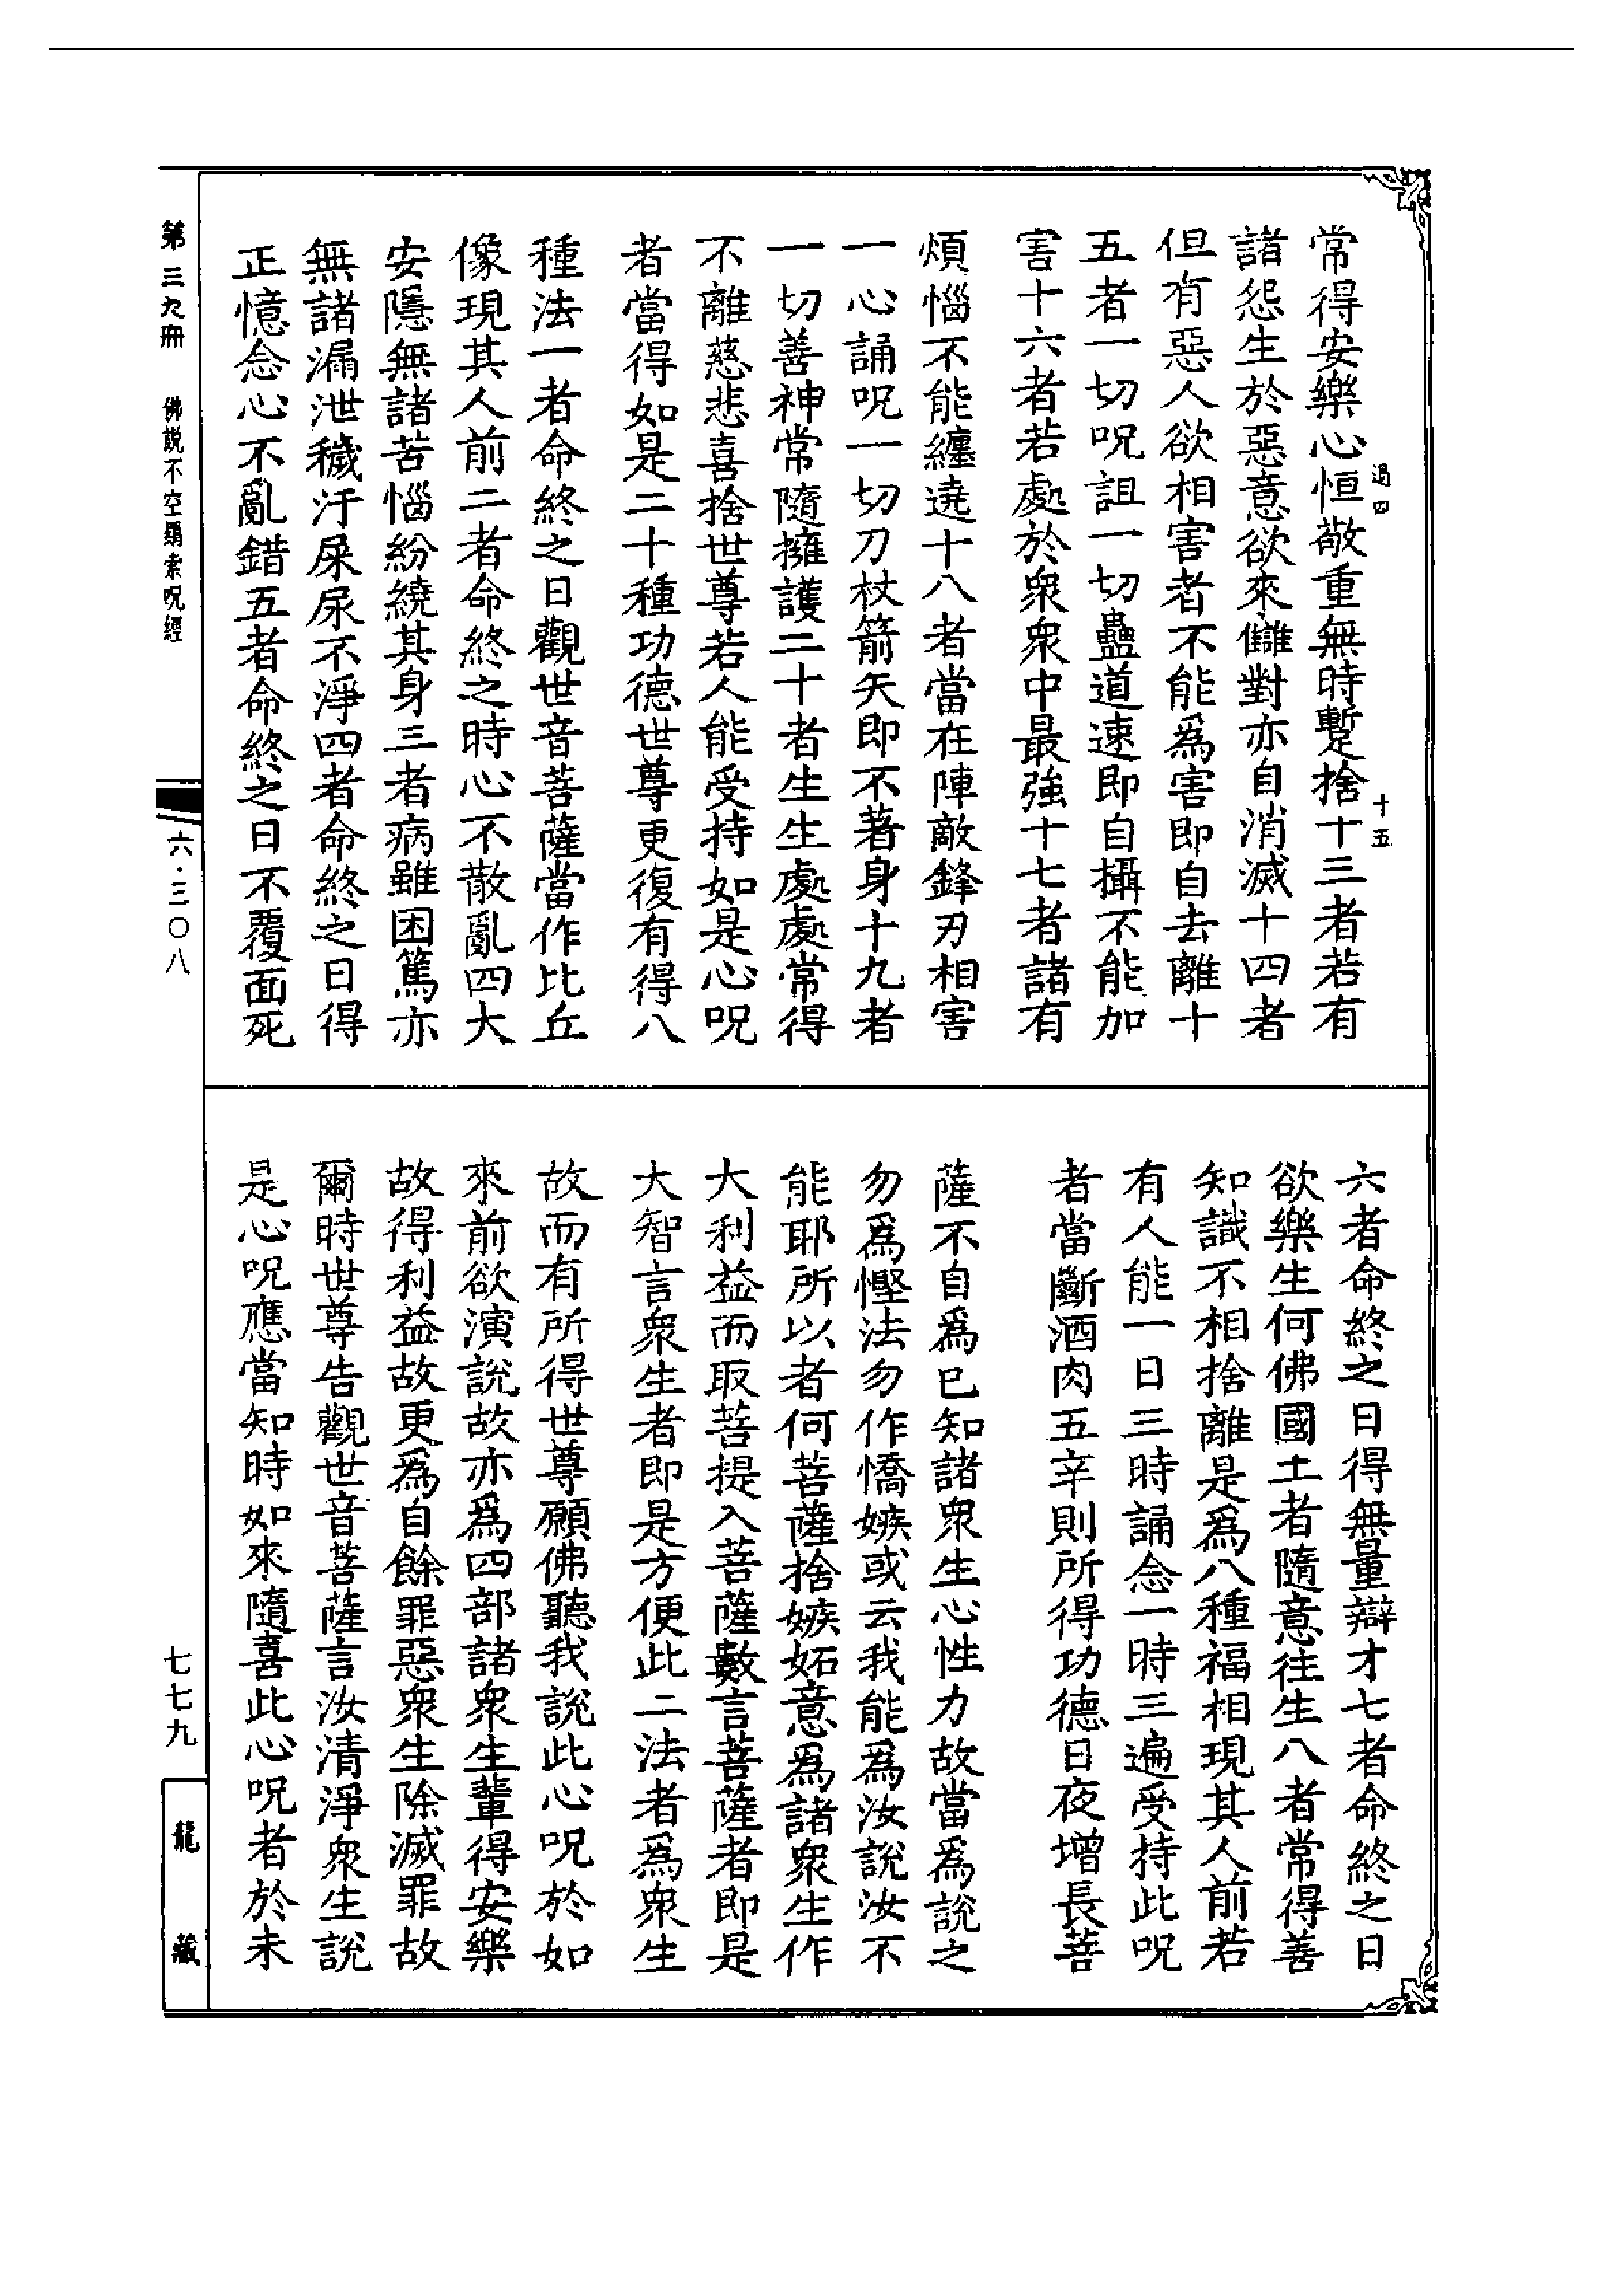 過四
十五
常得安樂心恒敬重無時暫捨十三者若有
諸怨生於惡意欲來讎對亦自消滅十四者
但有惡人欲相害者不能爲害即自去離十
五者一切呪詛一切蠱道速即自攝不能加
害十六者若處於衆衆中最強十七者諸有
煩惱不能纏遶十八者當在陣敵鋒刃相害
一心誦呪一切刀杖箭矢即不著身十九者
一切善神常隨擁護二十者生生處處常得
不離慈悲喜捨世尊若人能受持如是心呪
者當得如是二十種功德世尊更復有得八
種法一者命終之日觀世音菩薩當作比丘
像現其人前二者命終之時心不散亂四大
安隱無諸苦惱紛繞其身三者病雖困篤亦
無諸漏泄穢汙屎尿不淨四者命終之日得
正憶念心不亂錯五者命終之日不覆面死
六者命終之日得無量辯才七者命終之日
欲樂生何佛國土者隨意往生八者常得善
知識不相捨離是爲八種福相現其人前若
有人能一日三時誦念一時三遍受持此呪
者當斷酒肉五辛則所得功德日夜增長菩
薩不自爲已知諸衆生心性力故當爲說之
勿爲慳法勿作憍嫉或云我能爲汝說汝不
能耶所以者何菩薩捨嫉妬意爲諸衆生作
大利益而取菩提入菩薩數言菩薩者即是
大智言衆生者即是方便此二法者爲衆生
故而有所得世尊願佛聽我說此心呪於如
來前欲演說故亦爲四部諸衆生輩得安樂
故得利益故更爲自餘罪惡衆生除滅罪故
爾時世尊告觀世音菩薩言汝清淨衆生說
是心呪應當知時如來隨喜此心呪者於未
第三九冊
佛説不空羂索呪經
六·三〇八
七七九
龍藏